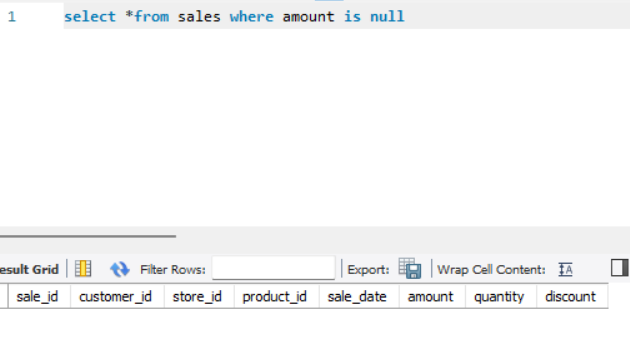 1 select *from sales where amount is null
esult Grid Filter Rows: Export: Wrap Cell Content: IA
sale_id customer_id store_id product_id sale_date amount quantity discount